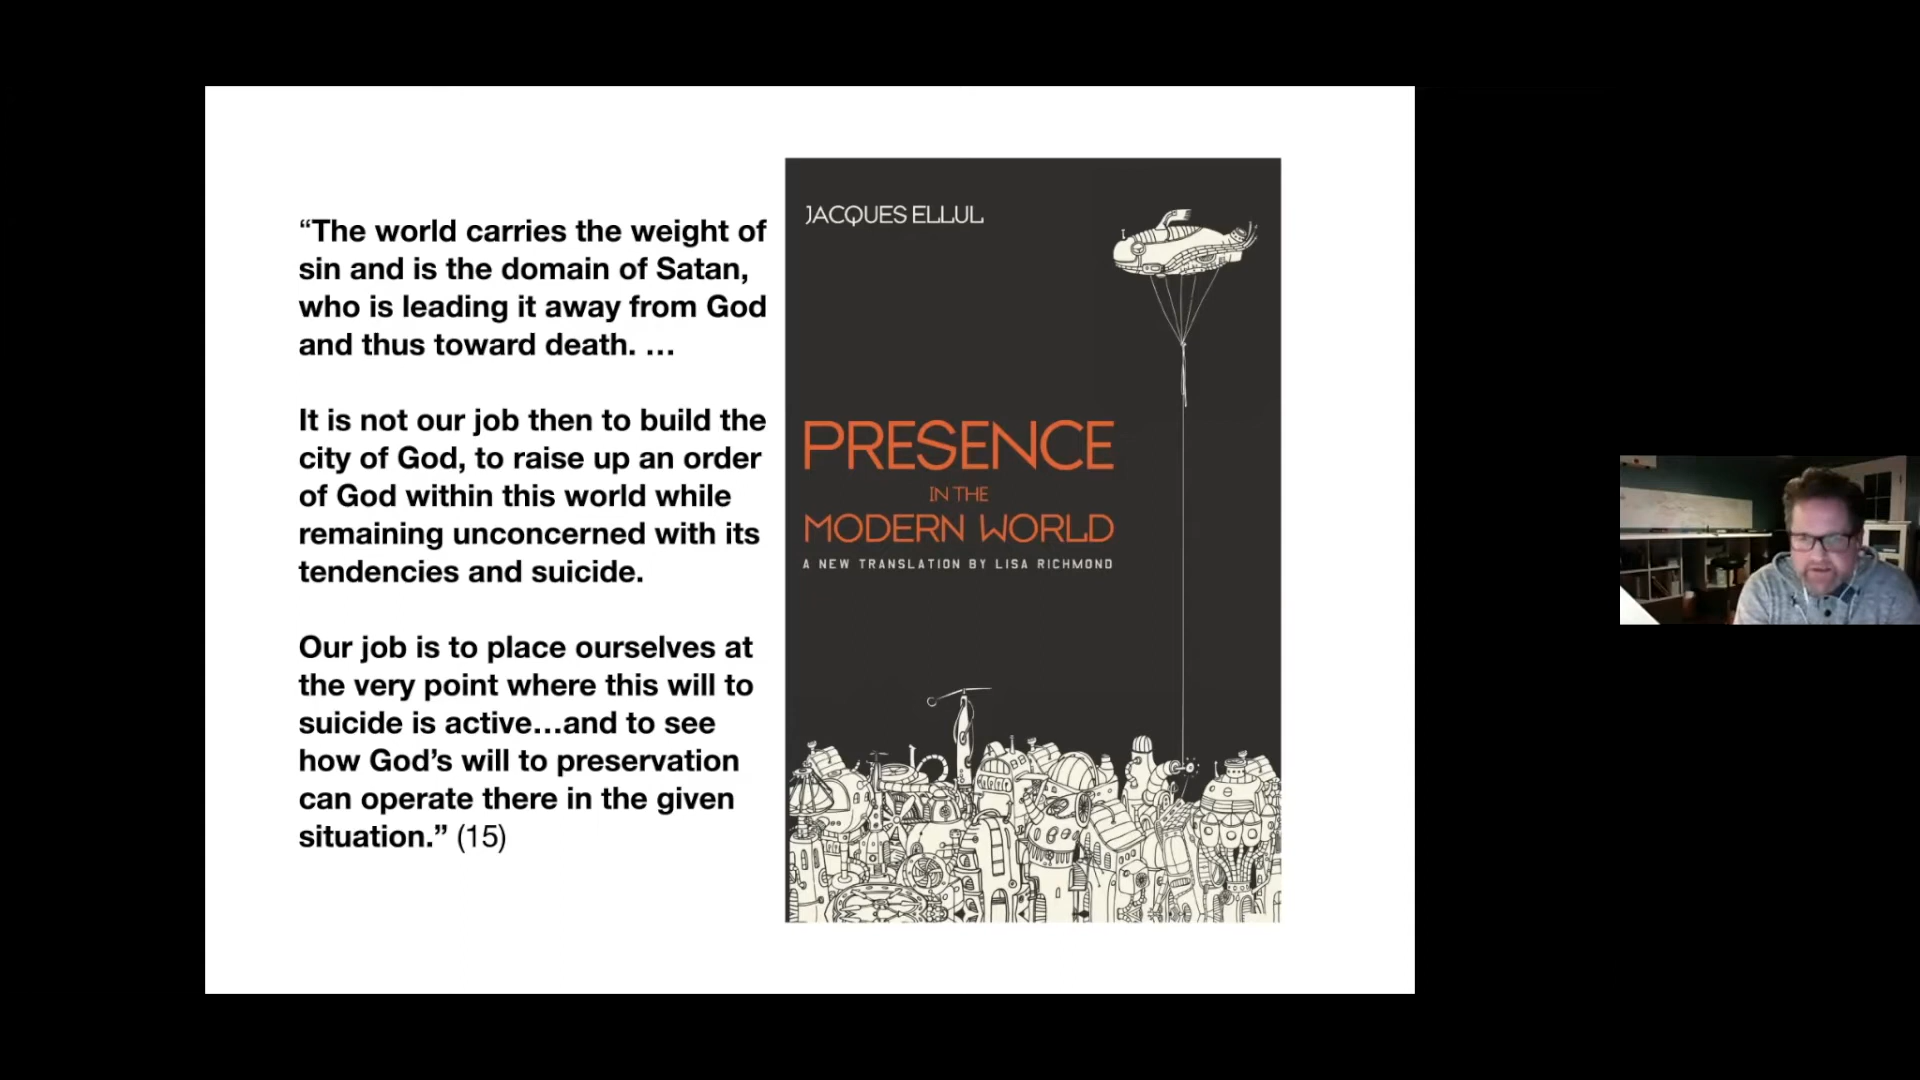 “The world carries the weight of
sin and is the domain of Satan,
who is leading it away from God
and thus toward death. …
It is not our job then to build the
city of God, to raise up an order
of God within this world while
remaining unconcerned with its
tendencies and suicide.
Our job is to place ourselves at
the very point where this will to
suicide is active…and to see
how God’s will to preservation
can operate there in the given
situation.” (15)
JACQUES ELLUL
PRESENCE
IN THE
MODERN WORLD
A NEW TRANSLATION BY LISA RICHMOND